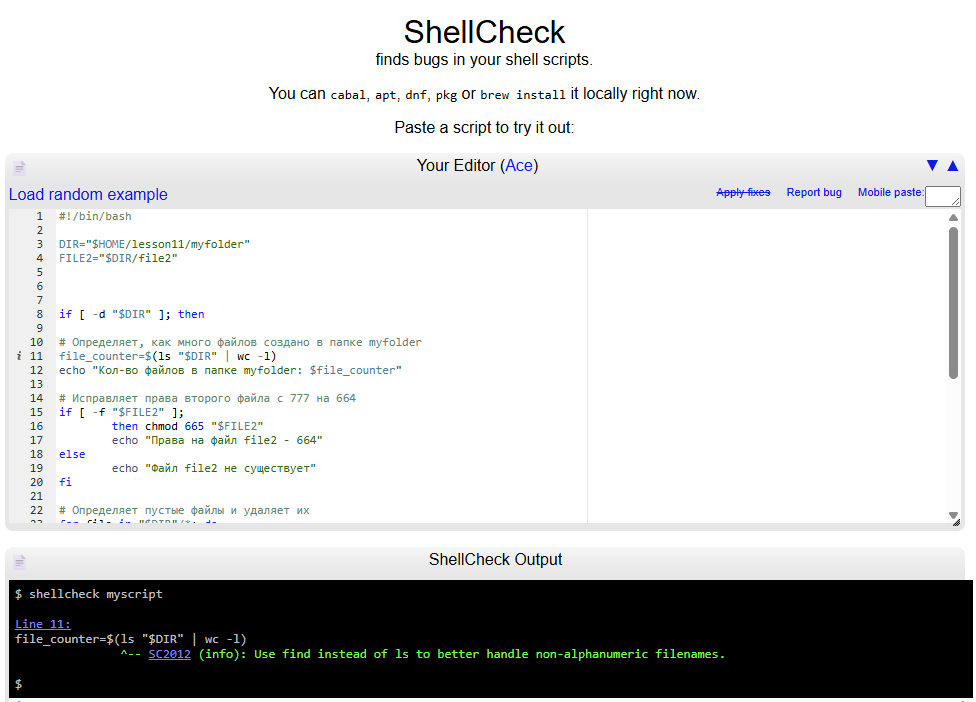 ShellCheck
finds bugs in your shell scripts.
You can cabal, apt, dnf, pkg or brew install it locally right now.
Paste a script to try it out:
Your Editor (Ace)
▼ ▲
Load random example
Apply fixes Report bug Mobile paste:
1 #!/bin/bash
2
3 DIR="$HOME/lesson11/myfolder"
4 FILE2="$DIR/file2"
5
6
7
8 if [ -d "$DIR" ]; then
9
10 # Определяет, как много файлов создано в папке myfolder
i 11 file_counter=$(ls "$DIR" | wc -l)
12 echo "Кол-во файлов в папке myfolder: $file_counter"
13
14 # Исправляет права второго файла с 777 на 664
15 if [ -f "$FILE2" ];
16 then chmod 665 "$FILE2"
17 echo "Права на файл file2 - 664"
18 else
19 echo "Файл file2 не существует"
20 fi
21
22 # Определяет пустые файлы и удаляет их
23 for file in "$DIR"/*; do
ShellCheck Output
$ shellcheck myscript
Line 11:
file_counter=$(ls "$DIR" | wc -l)
^-- SC2012 (info): Use find instead of ls to better handle non-alphanumeric filenames.
$